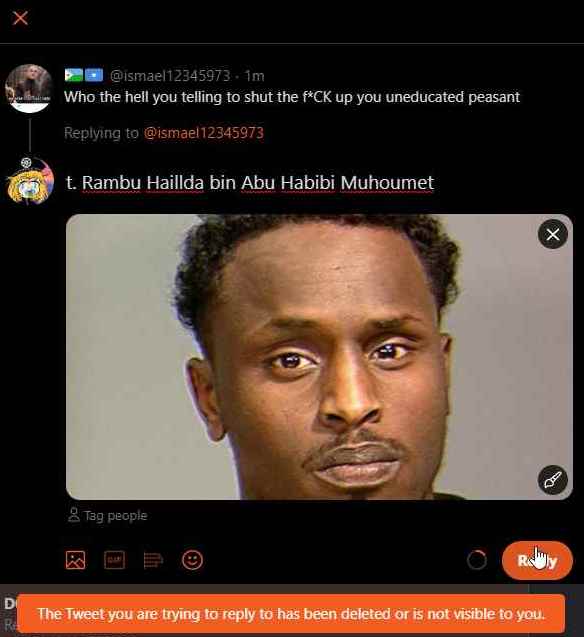 @ismael12345973 · 1m
Who the hell you telling to shut the f*CK up you uneducated peasant
Replying to @ismael12345973
t. Rambu Haillda bin Abu Habibi Muhoumet
Tag people
GIF
Reply
The Tweet you are trying to reply to has been deleted or is not visible to you.